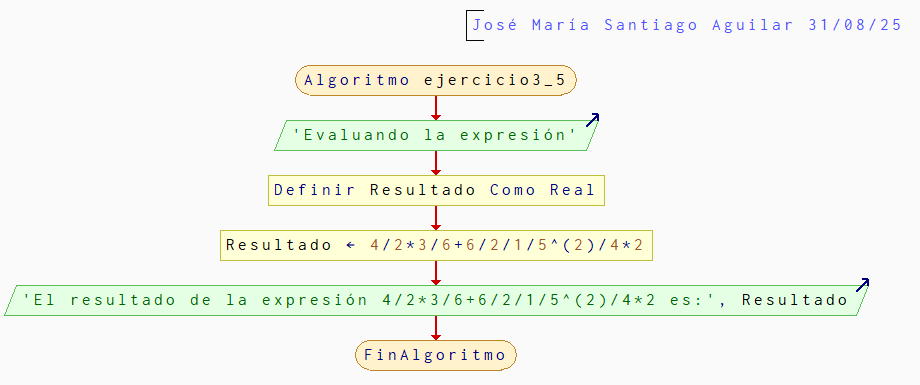 José María Santiago Aguilar 31/08/25
Algoritmo ejercicio3_5
'Evaluando la expresión'
Definir Resultado Como Real
Resultado ← 4/2*3/6+6/2/1/5^(2)/4*2
'El resultado de la expresión 4/2*3/6+6/2/1/5^(2)/4*2 es:', Resultado
FinAlgoritmo